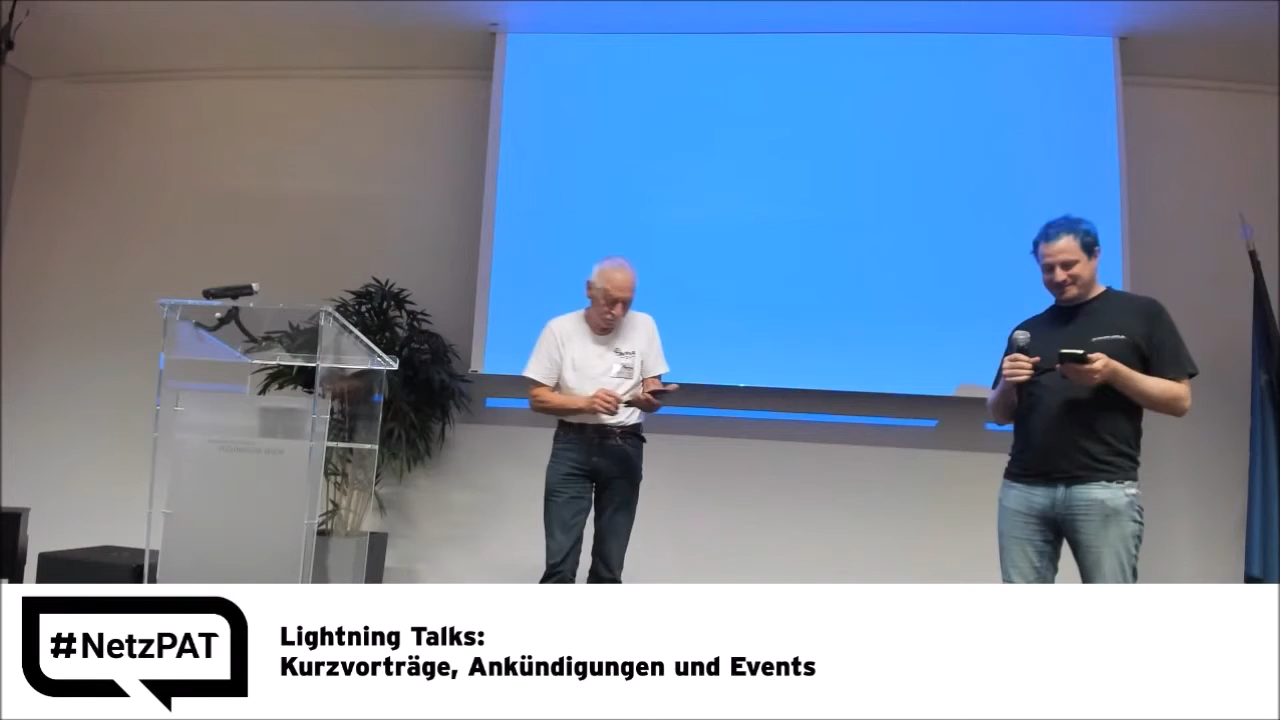 #NetzPAT
Lightning Talks:
Kurzvorträge, Ankündigungen und Events